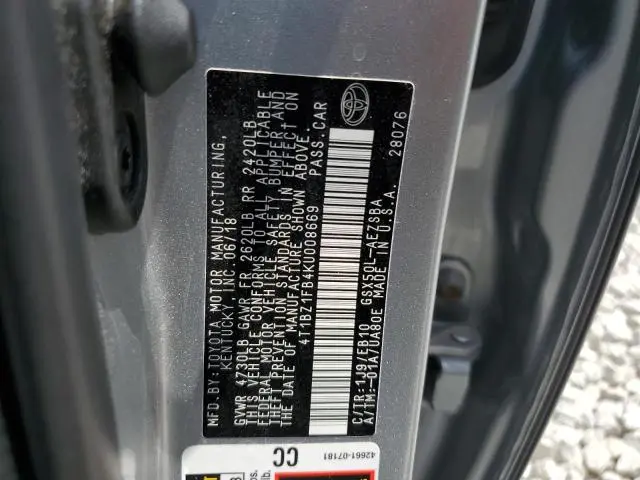 MFD.BY:TOYOTA MOTOR MANUFACTURING,
KENTUCKY, INC. 06/18
GVWR 4730LB GAWR FR 2620LB RR 2420LB
THIS VEHICLE CONFORMS TO ALL APPLICABLE
FEDERAL MOTOR VEHICLE SAFETY BUMPER AND
THEFT PREVENTION STANDARDS IN EFFECT ON
THE DATE OF MANUFACTURE SHOWN ABOVE.
4T1BZ1FB4KU008669 PASS.CAR
C/TR:1J9/EB10 GSX50L-AEZSBA
A/TM:-01A/UA80E MADE IN U.S.A.
28076
CC
42661-07181